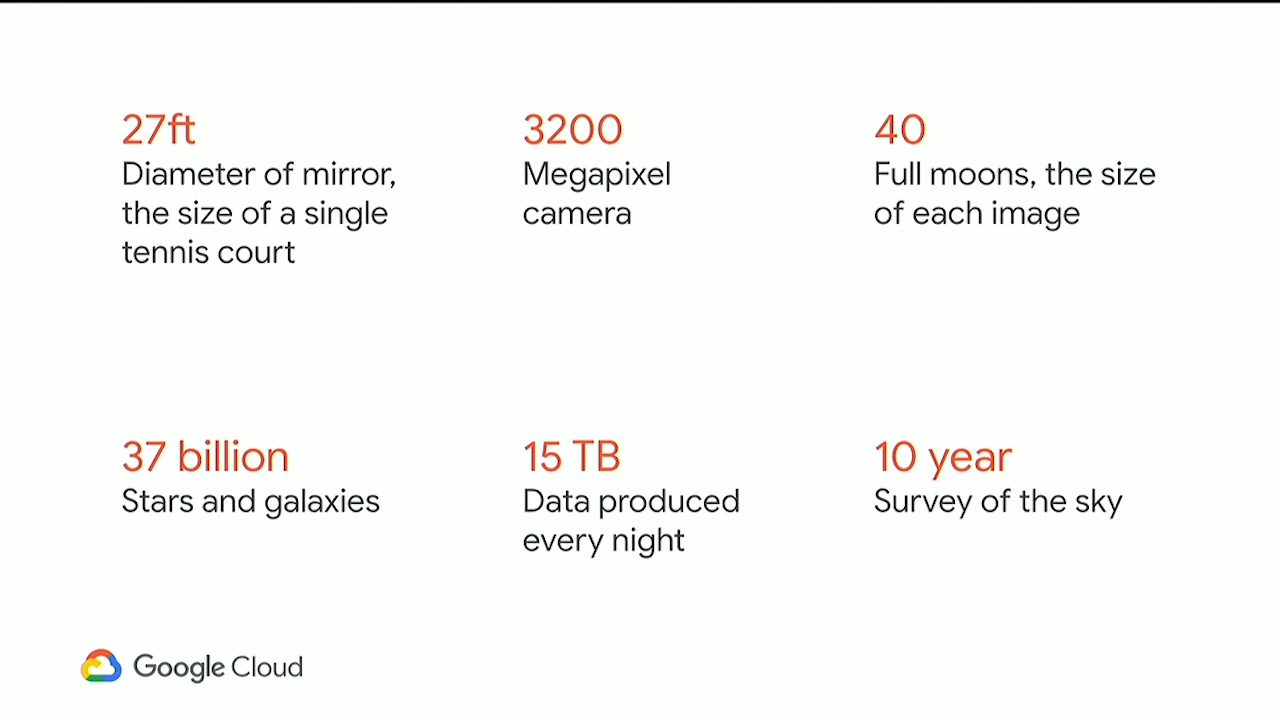 27ft
Diameter of mirror,
the size of a single
tennis court
3200
Megapixel
camera
40
Full moons, the size
of each image
37 billion
Stars and galaxies
15 TB
Data produced
every night
10 year
Survey of the sky
Google Cloud